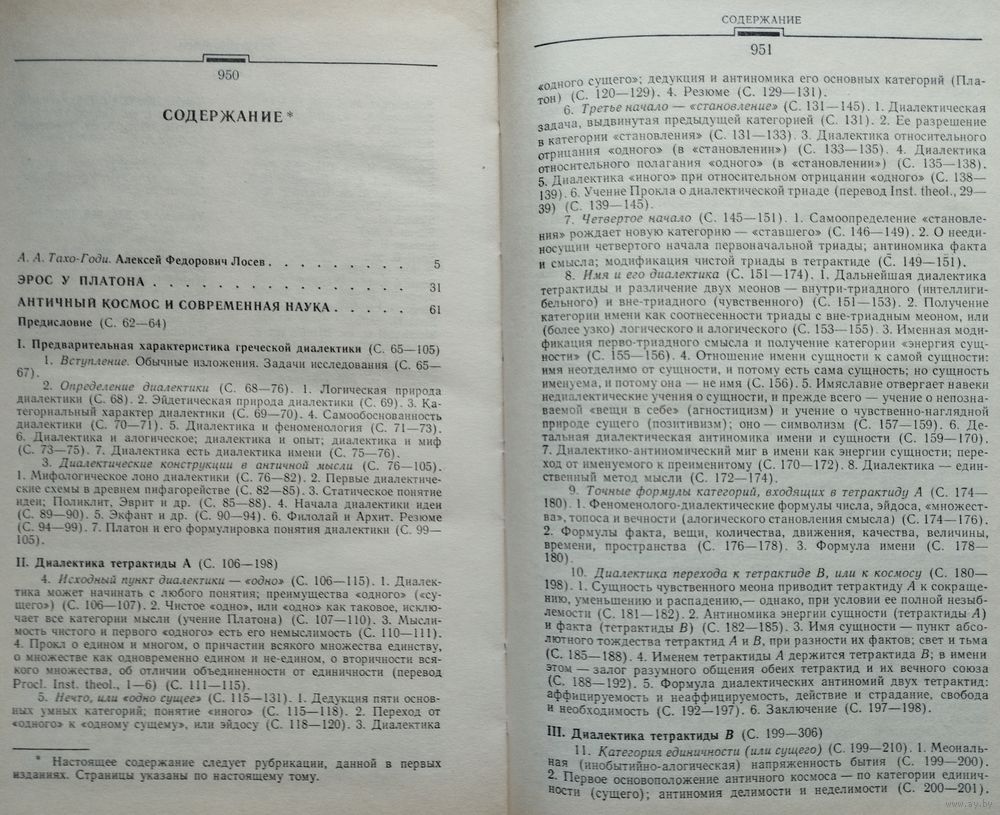 950
СОДЕРЖАНИЕ*
А. А. Тахо-Годи. Алексей Федорович Лосев . . . . . . . . . 5
ЭРОС У ПЛАТОНА . . . . . . . . . . . . . . . 31
АНТИЧНЫЙ КОСМОС И СОВРЕМЕННАЯ НАУКА . . . . . 61
Предисловие (С. 62—64)
I. Предварительная характеристика греческой диалектики (С. 65—105)
1. Вступление. Обычные изложения. Задачи исследования (С. 65—
67).
2. Определение диалектики (С. 68—76). 1. Логическая природа
диалектики (С. 68). 2. Эйдетическая природа диалектики (С. 69). 3. Ка-
тегориальный характер диалектики (С. 69—70). 4. Самообоснованность
диалектики (С. 70—71). 5. Диалектика и феноменология (С. 71—73).
6. Диалектика и алогическое; диалектика и опыт; диалектика и миф
(С. 73—75). 7. Диалектика есть диалектика имени (С. 75—76).
3. Диалектические конструкции в античной мысли (С. 76—105).
1. Мифологическое лоно диалектики (С. 76—82). 2. Первые диалектиче-
ские схемы в древнем пифагорействе (С. 82—85). 3. Статическое понятие
идеи; Поликлит, Эврит и др. (С. 85—88). 4. Начала диалектики идеи
(С. 89—90). 5. Экфант и др. (С. 90—94). 6. Филолай и Архит. Резюме
(С. 94—99). 7. Платон и его формулировка понятия диалектики (С. 99—
105).
II. Диалектика тетрактиды А (С. 106—198)
4. Исходный пункт диалектики — «одно» (С. 106—115). 1. Диалек-
тика может начинать с любого понятия; преимущества «одного» («су-
щего») (С. 106—107). 2. Чистое «одно», или «одно» как таковое, исклю-
чает все категории мысли (учение Платона) (С. 107—110). 3. Мысли-
мость чистого и первого «одного» есть его немыслимость (С. 110—111).
4. Прокл о едином и многом, о причастии всякого множества единству,
о множестве как одновременно едином и не-едином, о вторичности вся-
кого множества, об отличии объединенности от единичности (перевод
Procl. Inst. theol., 1—6) (С. 111—115).
5. Нечто, или «одно сущее» (С. 115—131). 1. Дедукция пяти основ-
ных умных категорий; понятие «иного» (С. 115—118). 2. Переход от
«одного» к «одному сущему», или эйдосу (С. 118—120). 3. Диалектика
* Настоящее содержание следует рубрикации, данной в первых
изданиях. Страницы указаны по настоящему тому.
СОДЕРЖАНИЕ
951
«одного сущего»; дедукция и антиномика его основных категорий (Пла-
тон) (С. 120—129). 4. Резюме (С. 129—131).
6. Третье начало — «становление» (С. 131—145). 1. Диалектическая
задача, выдвинутая предыдущей категорией (С. 131). 2. Ее разрешение
в категории «становления» (С. 131—133). 3. Диалектика относительного
отрицания «одного» (в «становлении») (С. 133—135). 4. Диалектика
относительного полагания «одного» (в «становлении») (С. 135—138).
5. Диалектика «иного» при относительном отрицании «одного» (С. 138—
139). 6. Учение Прокла о диалектической триаде (перевод Inst. theol., 29—
39) (С. 139—145).
7. Четвертое начало (С. 145—151). 1. Самоопределение «становле-
ния» рождает новую категорию — «ставшего» (С. 146—149). 2. О нееди-
носущии четвертого начала первоначальной триады; антиномика факта
и смысла; модификация чистой триады в тетрактиде (С. 149—151).
8. Имя и его диалектика (С. 151—174). 1. Дальнейшая диалектика
тетрактиды и различение двух меонов — внутри-триадного (интеллиги-
бельного) и вне-триадного (чувственного) (С. 151—153). 2. Получение
категории имени как соотнесенности триады с вне-триадным меоном, или
(более узко) логического и алогического (С. 153—155). 3. Именная моди-
фикация перво-триадного смысла и получение категории «энергия сущ-
ности» (С. 155—156). 4. Отношение имени сущности к самой сущности:
имя неотделимо от сущности, и потому есть сама сущность; но сущность
именуема, и потому она — не имя (С. 156). 5. Имяславие отвергает навеки
недиалектические учения о сущности, и прежде всего — учение о непозна-
ваемой «вещи в себе» (агностицизм) и учение о чувственно-наглядной
природе сущего (позитивизм); оно — символизм (С. 157—159). 6. Де-
тальная диалектическая антиномика имени и сущности (С. 159—170).
7. Диалектико-антиномический миг в имени как энергии сущности; пере-
ход от именуемого к преименитому (С. 170—172). 8. Диалектика — един-
ственный метод мысли (С. 172—174).
9. Точные формулы категорий, входящих в тетрактиду А (С. 174—
180). 1. Феноменолого-диалектические формулы числа, эйдоса, «множест-
ва», топоса и вечности (алогического становления смысла) (С. 174—176).
2. Формулы факта, вещи, количества, движения, качества, величины,
времени, пространства (С. 176—178). 3. Формула имени (С. 178—
180).
10. Диалектика перехода к тетрактиде В, или к космосу (С. 180—
198). 1. Сущность чувственного меона приводит тетрактиду А к сокраще-
нию, уменьшению и распадению,— однако, при условии ее полной незыб-
лемости (С. 181—182). 2. Антиномика энергии сущности (тетрактиды А)
и факта (тетрактиды В) (С. 182—185). 3. Имя сущности — пункт абсо-
лютного тождества тетрактид А и В, при разности их фактов; свет и тьма
(С. 185—188). 4. Именем тетрактиды А держится тетрактида В; в имени
этом — залог разумного общения обеих тетрактид и их вечного союза
(С. 188—192). 5. Формула диалектических антиномий двух тетрактид:
аффицируемость и неаффицируемость, действие и страдание, свобода
и необходимость (С. 192—197). 6. Заключение (С. 197—198).
III. Диалектика тетрактиды В (С. 199—306)
11. Категория единичности (или сущего) (С. 199—210). 1. Меональ-
ная (инобытийно-алогическая) напряженность бытия (С. 199—200).
2. Первое основоположение античного космоса — по категории единич-
ности (сущего); антиномия делимости и неделимости (С. 200—201).
www.ay.by